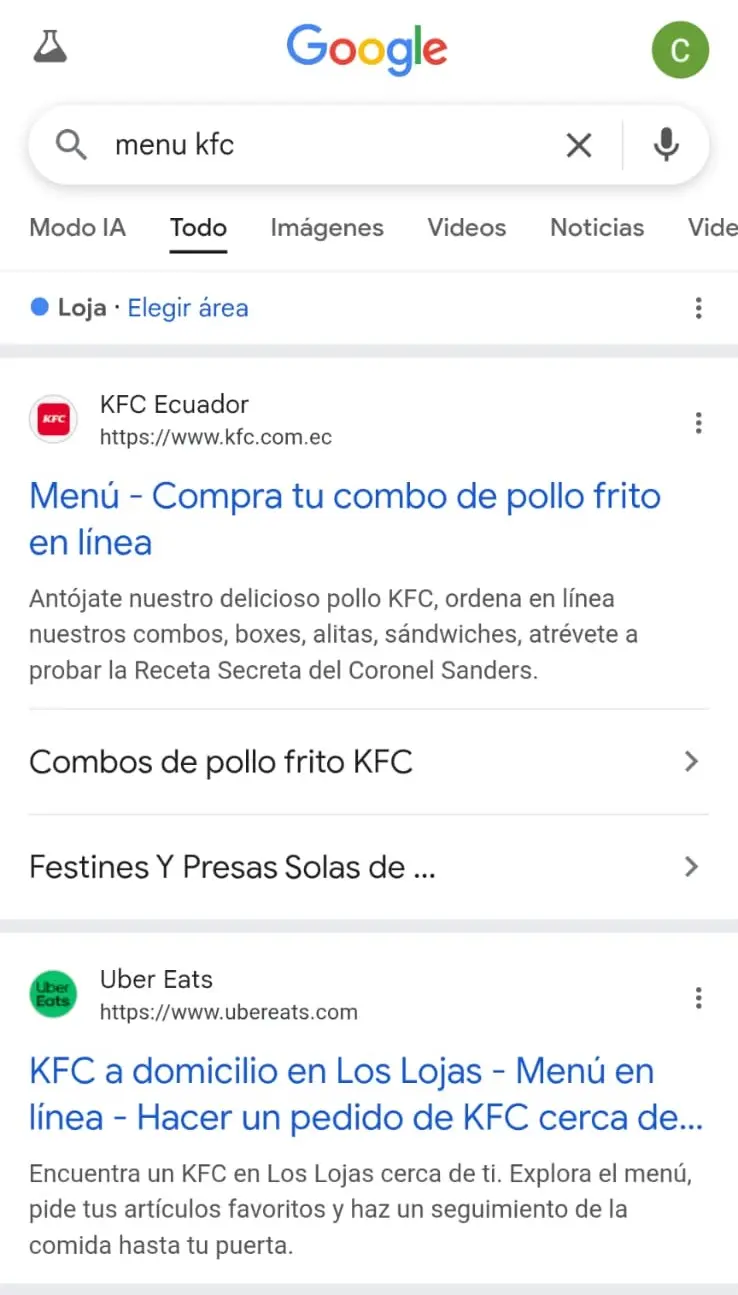 Google
C
menu kfc
Modo IA Todo Imágenes Videos Noticias Vide
Loja · Elegir área
KFC
KFC Ecuador
https://www.kfc.com.ec
Menú - Compra tu combo de pollo frito
en línea
Antójate nuestro delicioso pollo KFC, ordena en línea
nuestros combos, boxes, alitas, sándwiches, atrévete a
probar la Receta Secreta del Coronel Sanders.
Combos de pollo frito KFC
Festines Y Presas Solas de ...
Uber
Eats
Uber Eats
https://www.ubereats.com
KFC a domicilio en Los Lojas - Menú en
línea - Hacer un pedido de KFC cerca de...
Encuentra un KFC en Los Lojas cerca de ti. Explora el menú,
pide tus artículos favoritos y haz un seguimiento de la
comida hasta tu puerta.